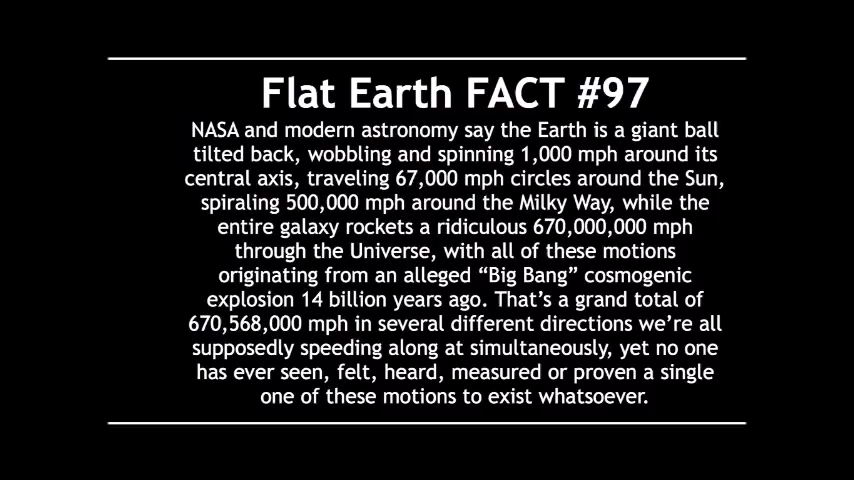 Flat Earth FACT #97
NASA and modern astronomy say the Earth is a giant ball
tilted back, wobbling and spinning 1,000 mph around its
central axis, traveling 67,000 mph circles around the Sun,
spiraling 500,000 mph around the Milky Way, while the
entire galaxy rockets a ridiculous 670,000,000 mph
through the Universe, with all of these motions
originating from an alleged “Big Bang” cosmogenic
explosion 14 billion years ago. That’s a grand total of
670,568,000 mph in several different directions we’re all
supposedly speeding along at simultaneously, yet no one
has ever seen, felt, heard, measured or proven a single
one of these motions to exist whatsoever.